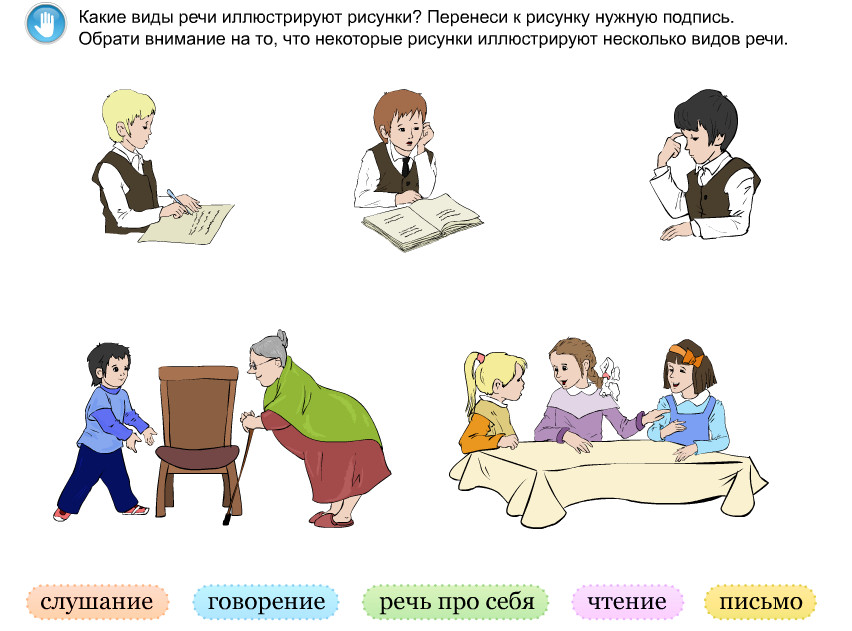 Какие виды речи иллюстрируют рисунки? Перенеси к рисунку нужную подпись.
Обрати внимание на то, что некоторые рисунки иллюстрируют несколько видов речи.
слушание говорение речь про себя чтение письмо